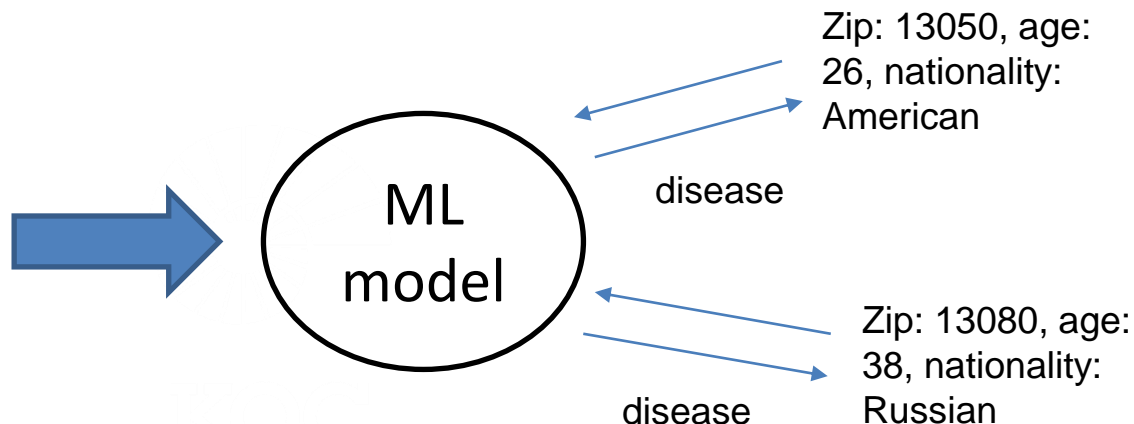 Zip: 13050, age:
26, nationality:
American
disease
ML
model
Zip: 13080, age:
38, nationality:
Russian
disease